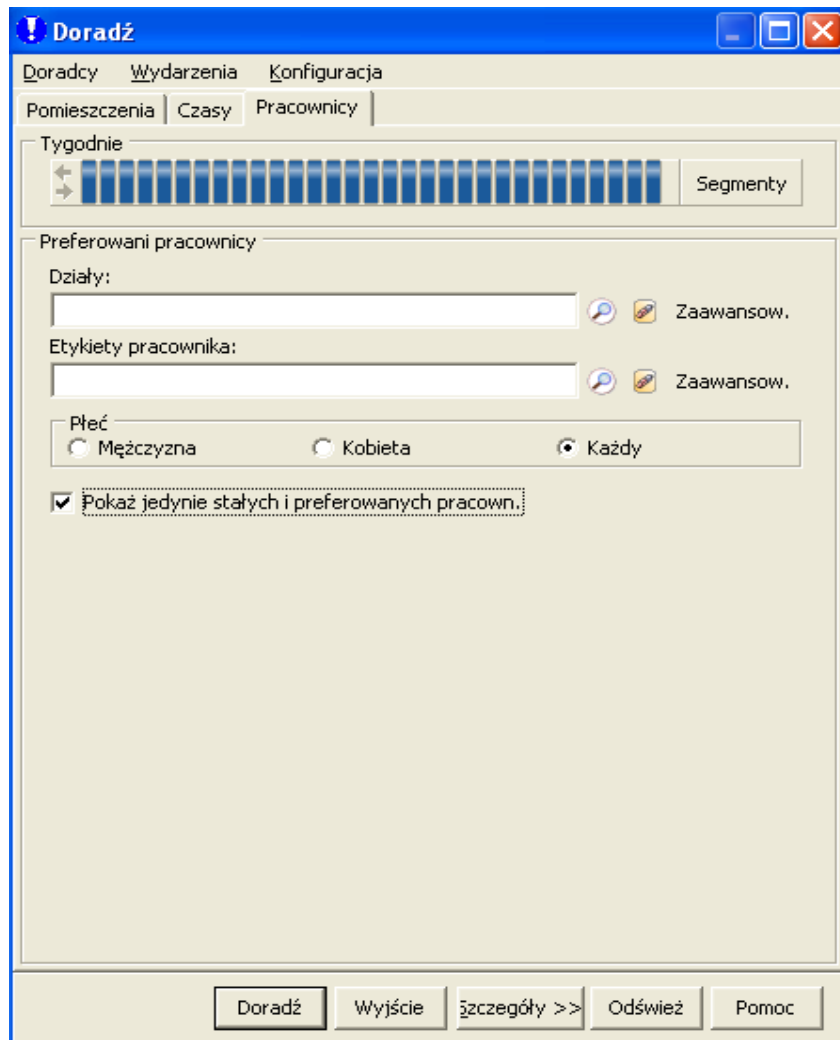 Doradź
Doradcy Wydarzenia Konfiguracja
Pomieszczenia Czasy Pracownicy
Tygodnie
Segmenty
Preferowani pracownicy
Działy:
Zaawansow.
Etykiety pracownika:
Zaawansow.
Płeć
Mężczyzna Kobieta Każdy
Pokaż jedynie stałych i preferowanych pracown.
Doradź Wyjście Szczegóły >> Odśwież Pomoc